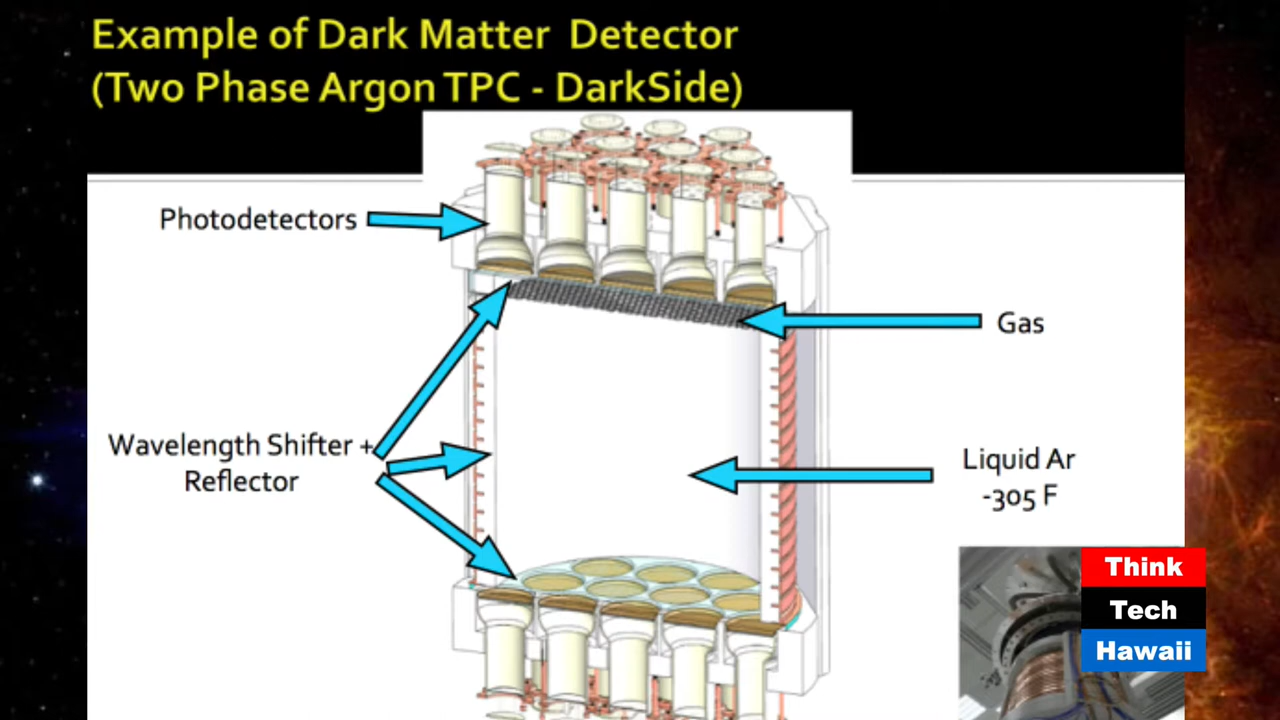 Example of Dark Matter Detector
(Two Phase Argon TPC - DarkSide)
Photodetectors
Gas
Wavelength Shifter +
Reflector
Liquid Ar
-305 F
Think
Tech
Hawaii